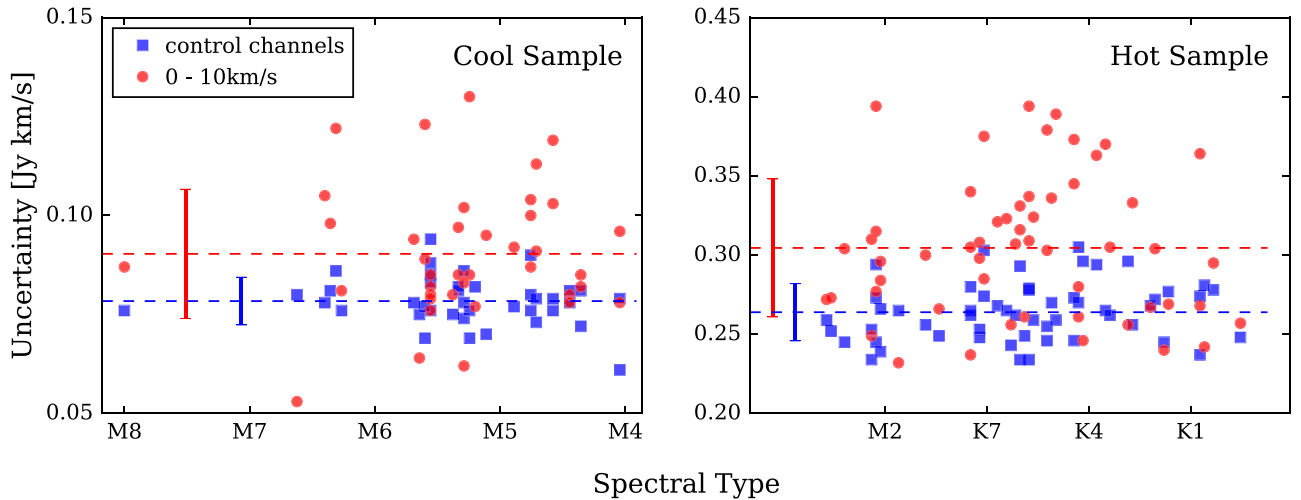 0.15
0.10
0.05
Uncertainty [Jy km/s]
control channels
0 - 10km/s
Cool Sample
M8 M7 M6 M5 M4
0.45
0.40
0.35
0.30
0.25
0.20
Hot Sample
M2 K7 K4 K1
Spectral Type